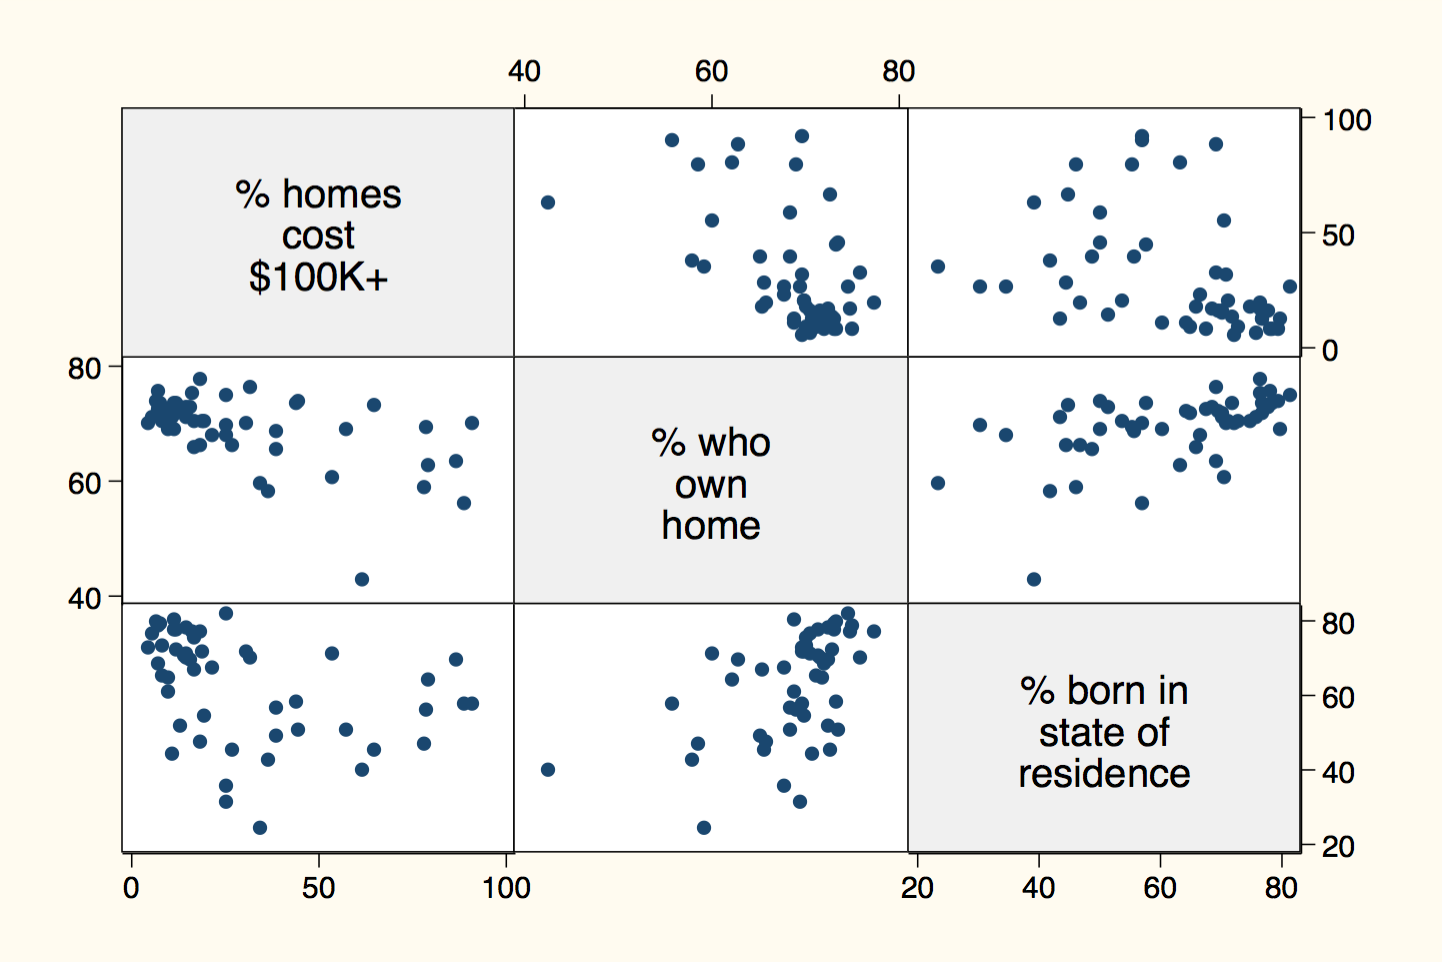 40 60 80
100
% homes
cost
$100K+
50
0
80
% who
own
home
60
40
80
% born in
state of
residence
60
40
20
0 50 100 20 40 60 80